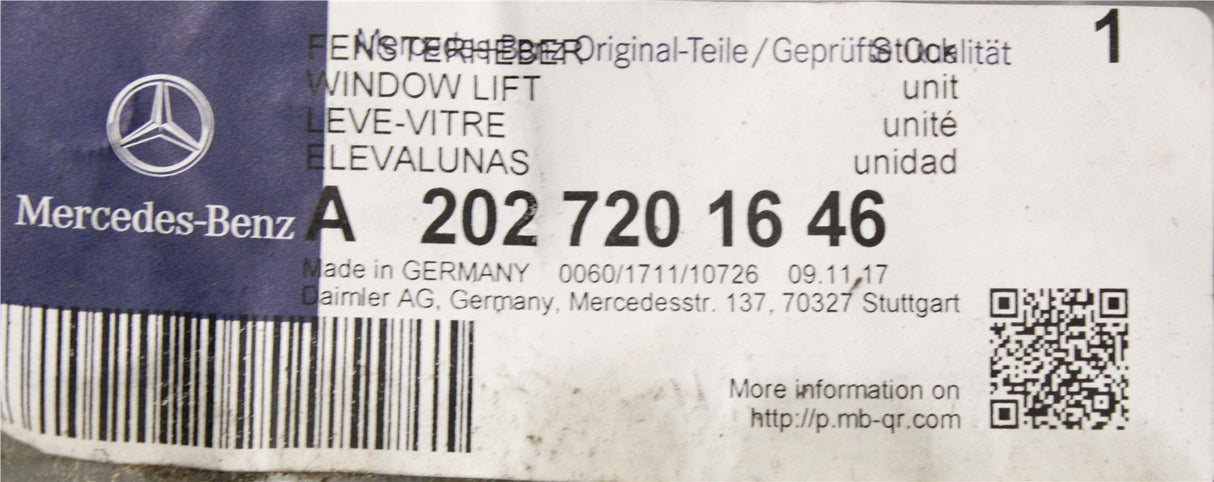 Mercedes-Benz Original-Teile/Geprüfte Qualität
FENSTERHEBER Stück 1
WINDOW LIFT unit
LEVE-VITRE unité
ELEVALUNAS unidad
Mercedes-Benz
A 202 720 16 46
Made in GERMANY 0060/1711/10726 09.11.17
Daimler AG, Germany, Mercedesstr. 137, 70327 Stuttgart
More information on
http://p.mb-qr.com